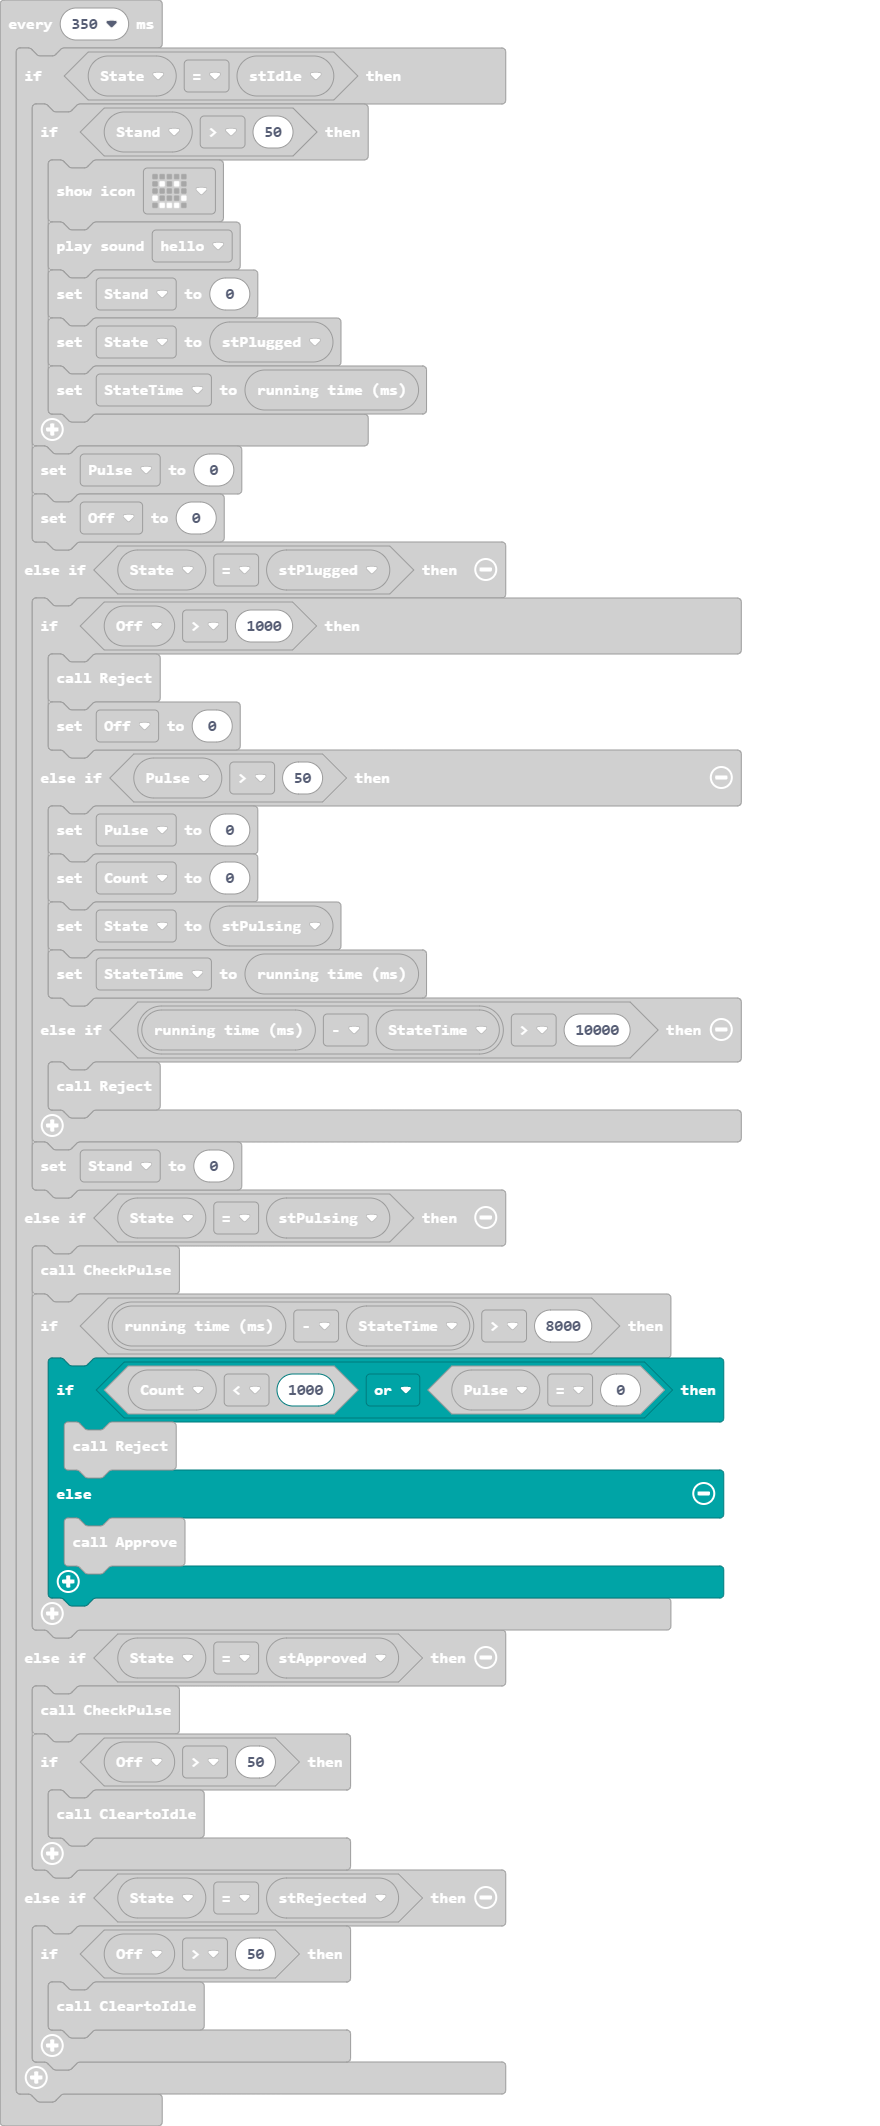 every 350 ms
if State = stIdle then
if Stand > 50 then
show icon
play sound hello
set Stand to 0
set State to stPlugged
set StateTime to running time (ms)
set Pulse to 0
set Off to 0
else if State = stPlugged then
if Off > 1000 then
call Reject
set Off to 0
else if Pulse > 50 then
set Pulse to 0
set Count to 0
set State to stPulsing
set StateTime to running time (ms)
else if running time (ms) - StateTime > 10000 then
call Reject
set Stand to 0
else if State = stPulsing then
call CheckPulse
if running time (ms) - StateTime > 8000 then
if Count < 1000 or Pulse = 0 then
call Reject
else
call Approve
else if State = stApproved then
call CheckPulse
if Off > 50 then
call CleartoIdle
else if State = stRejected then
if Off > 50 then
call CleartoIdle